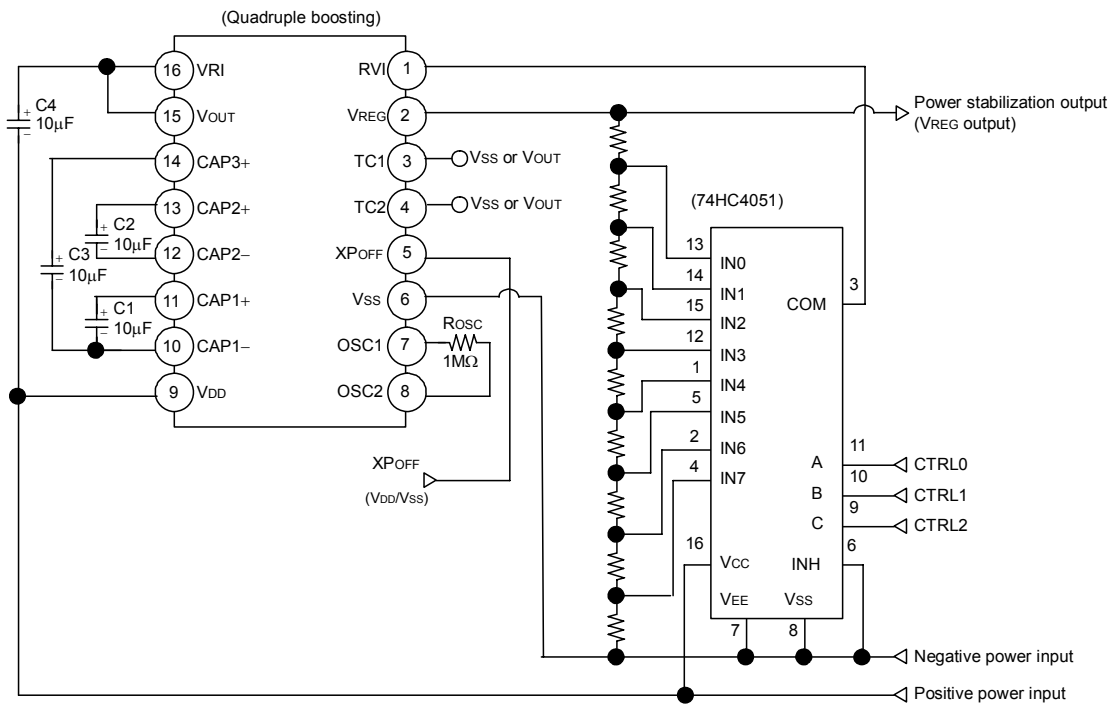 (Quadruple boosting)
16 VRI
15 VOUT
14 CAP3+
13 CAP2+
12 CAP2−
11 CAP1+
10 CAP1−
9 VDD
RVI 1
VREG 2
TC1 3
TC2 4
XPOFF 5
VSS 6
OSC1 7
OSC2 8
+ C4
10µF
−
+ C2
10µF
−
+ C3
10µF
−
+ C1
10µF
−
VSS or VOUT
VSS or VOUT
ROSC
1MΩ
XPOFF
(VDD/VSS)
Power stabilization output
(VREG output)
(74HC4051)
13 IN0
14 IN1
15 IN2
12 IN3
1 IN4
5 IN5
2 IN6
4 IN7
16 VCC
VEE 7
VSS 8
COM 3
A 11 CTRL0
B 10 CTRL1
C 9 CTRL2
INH 6
Negative power input
Positive power input